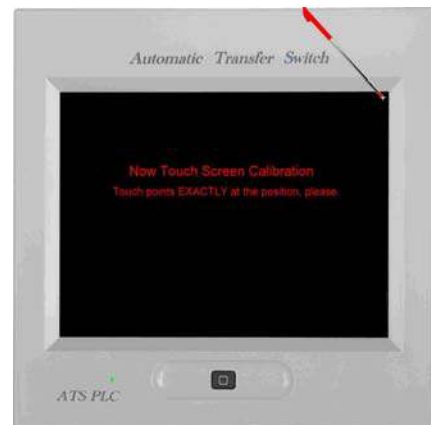 Automatic Transfer Switch
Now Touch Screen Calibration
Touch points EXACTLY at the position, please.
ATS PLC